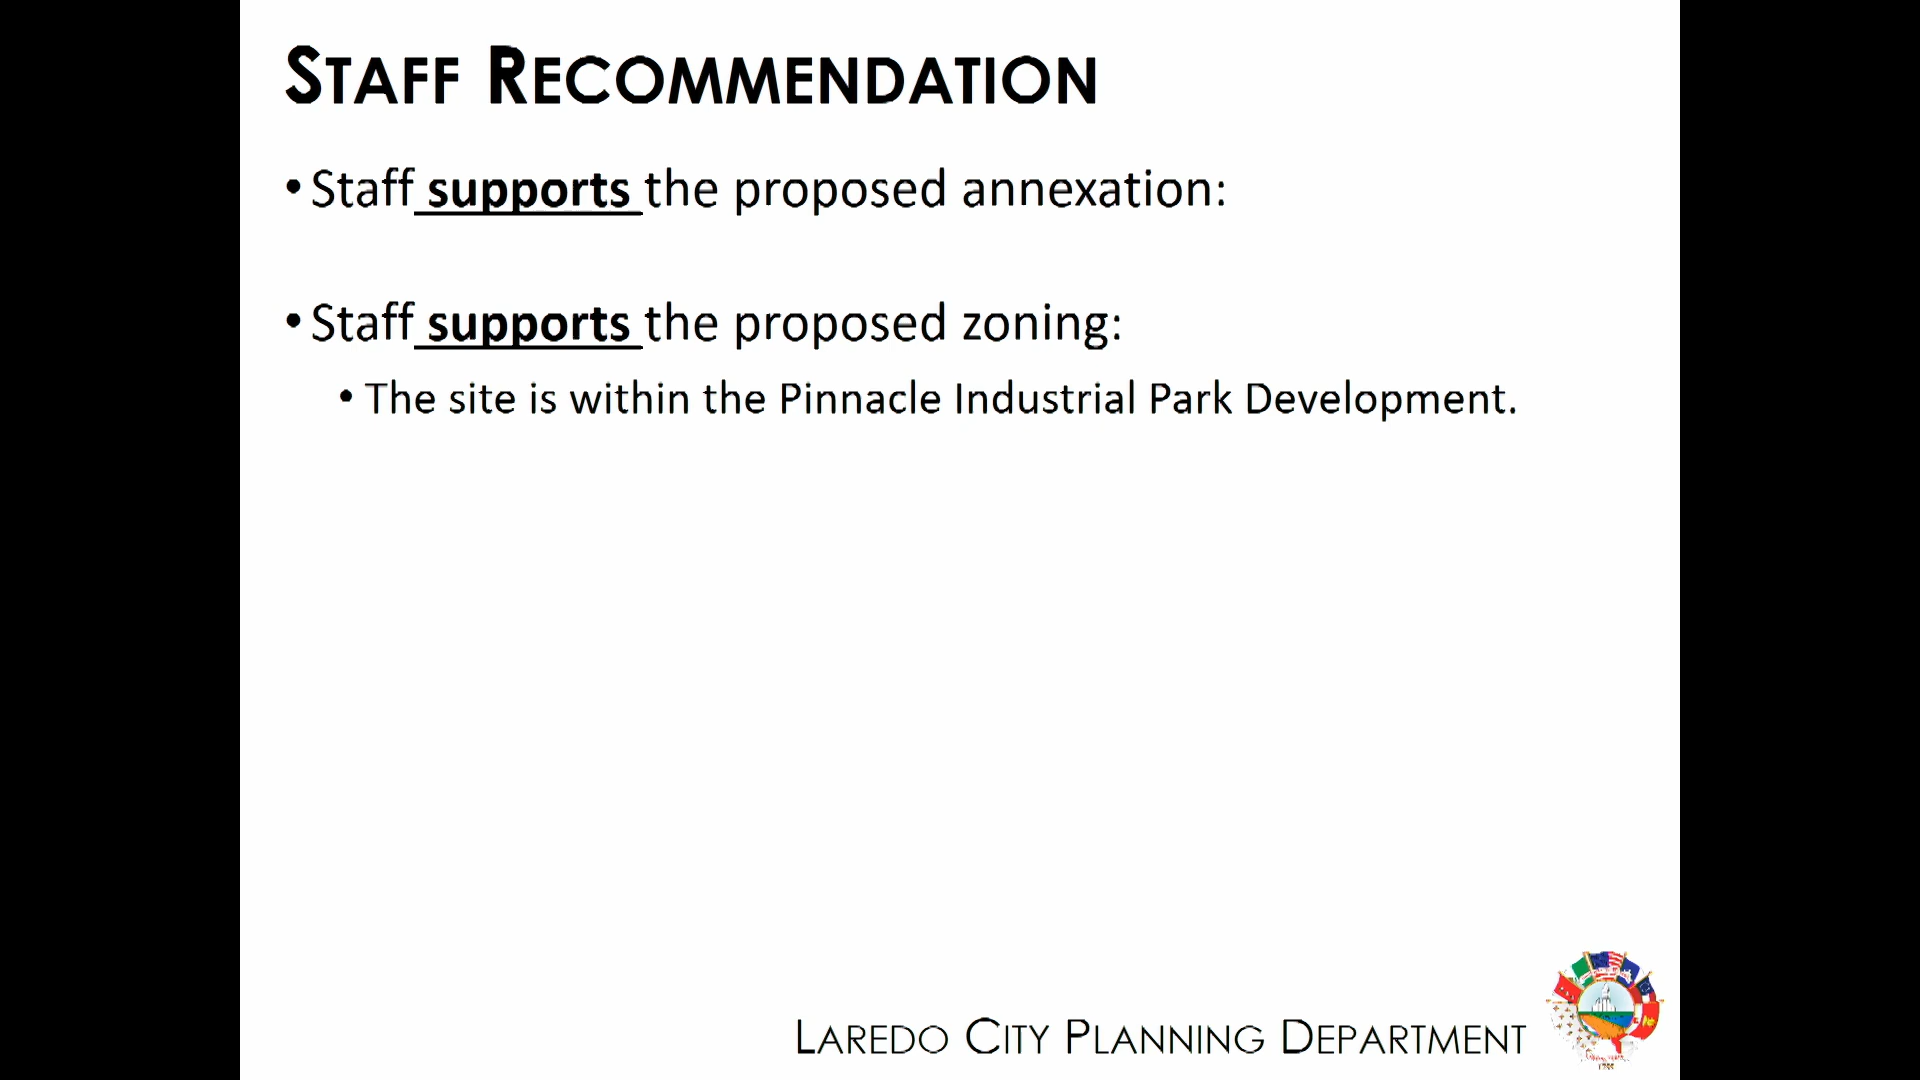 STAFF RECOMMENDATION
• Staff supports the proposed annexation:
• Staff supports the proposed zoning:
• The site is within the Pinnacle Industrial Park Development.
LAREDO CITY PLANNING DEPARTMENT